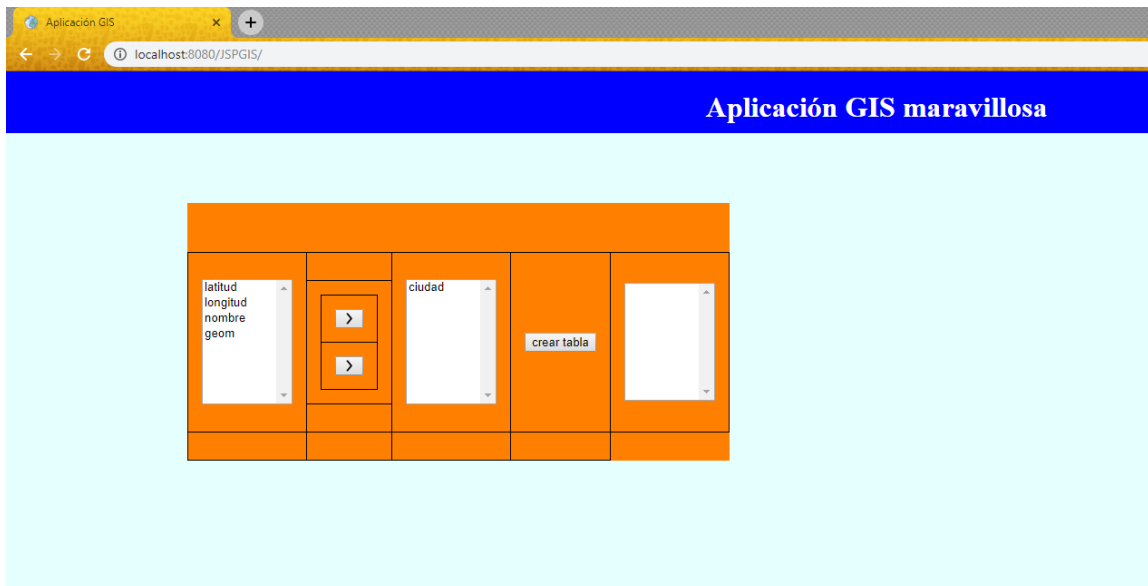 Aplicación GIS
localhost:8080/JSPGIS/
Aplicación GIS maravillosa
latitud
longitud
nombre
geom
>
>
ciudad
crear tabla